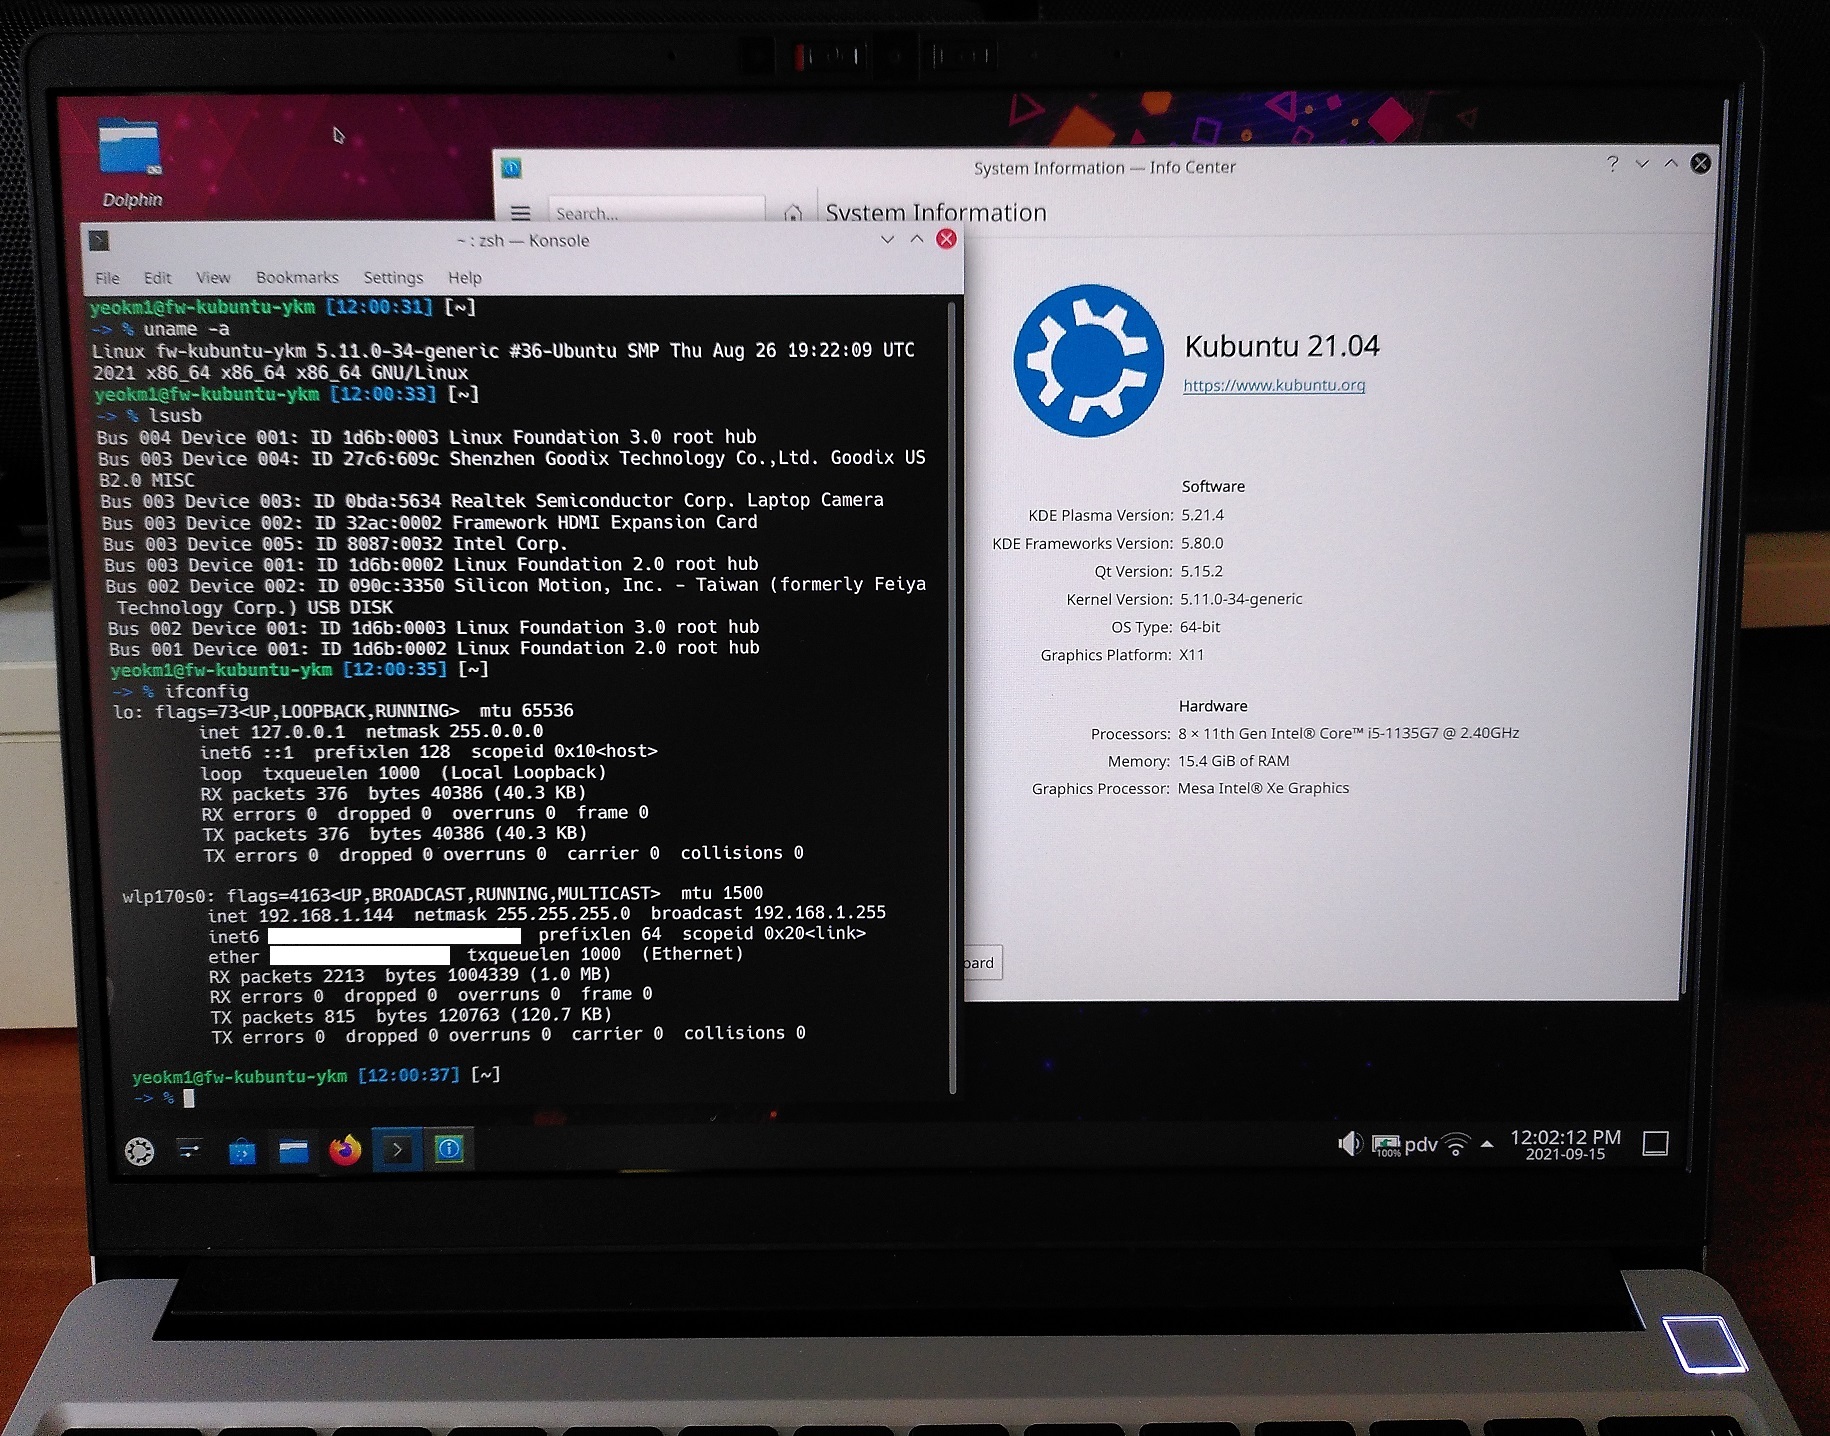 Dolphin
System Information — Info Center
Search...
System Information
~ : zsh — Konsole
File Edit View Bookmarks Settings Help
yeokm1@fw-kubuntu-ykm [12:00:31] [~]
-> % uname -a
Linux fw-kubuntu-ykm 5.11.0-34-generic #36-Ubuntu SMP Thu Aug 26 19:22:09 UTC
2021 x86_64 x86_64 x86_64 GNU/Linux
yeokm1@fw-kubuntu-ykm [12:00:33] [~]
-> % lsusb
Bus 004 Device 001: ID 1d6b:0003 Linux Foundation 3.0 root hub
Bus 003 Device 004: ID 27c6:609c Shenzhen Goodix Technology Co.,Ltd. Goodix US
B2.0 MISC
Bus 003 Device 003: ID 0bda:5634 Realtek Semiconductor Corp. Laptop Camera
Bus 003 Device 002: ID 32ac:0002 Framework HDMI Expansion Card
Bus 003 Device 005: ID 8087:0032 Intel Corp.
Bus 003 Device 001: ID 1d6b:0002 Linux Foundation 2.0 root hub
Bus 002 Device 002: ID 090c:3350 Silicon Motion, Inc. - Taiwan (formerly Feiya
Technology Corp.) USB DISK
Bus 002 Device 001: ID 1d6b:0003 Linux Foundation 3.0 root hub
Bus 001 Device 001: ID 1d6b:0002 Linux Foundation 2.0 root hub
yeokm1@fw-kubuntu-ykm [12:00:35] [~]
-> % ifconfig
lo: flags=73<UP,LOOPBACK,RUNNING> mtu 65536
inet 127.0.0.1 netmask 255.0.0.0
inet6 ::1 prefixlen 128 scopeid 0x10<host>
loop txqueuelen 1000 (Local Loopback)
RX packets 376 bytes 40386 (40.3 KB)
RX errors 0 dropped 0 overruns 0 frame 0
TX packets 376 bytes 40386 (40.3 KB)
TX errors 0 dropped 0 overruns 0 carrier 0 collisions 0
wlp170s0: flags=4163<UP,BROADCAST,RUNNING,MULTICAST> mtu 1500
inet 192.168.1.144 netmask 255.255.255.0 broadcast 192.168.1.255
inet6 prefixlen 64 scopeid 0x20<link>
ether txqueuelen 1000 (Ethernet)
RX packets 2213 bytes 1004339 (1.0 MB)
RX errors 0 dropped 0 overruns 0 frame 0
TX packets 815 bytes 120763 (120.7 KB)
TX errors 0 dropped 0 overruns 0 carrier 0 collisions 0
yeokm1@fw-kubuntu-ykm [12:00:37] [~]
-> %
Kubuntu 21.04
https://www.kubuntu.org
Software
KDE Plasma Version: 5.21.4
KDE Frameworks Version: 5.80.0
Qt Version: 5.15.2
Kernel Version: 5.11.0-34-generic
OS Type: 64-bit
Graphics Platform: X11
Hardware
Processors: 8 × 11th Gen Intel® Core™ i5-1135G7 @ 2.40GHz
Memory: 15.4 GiB of RAM
Graphics Processor: Mesa Intel® Xe Graphics
oard
100% pdv
12:02:12 PM
2021-09-15